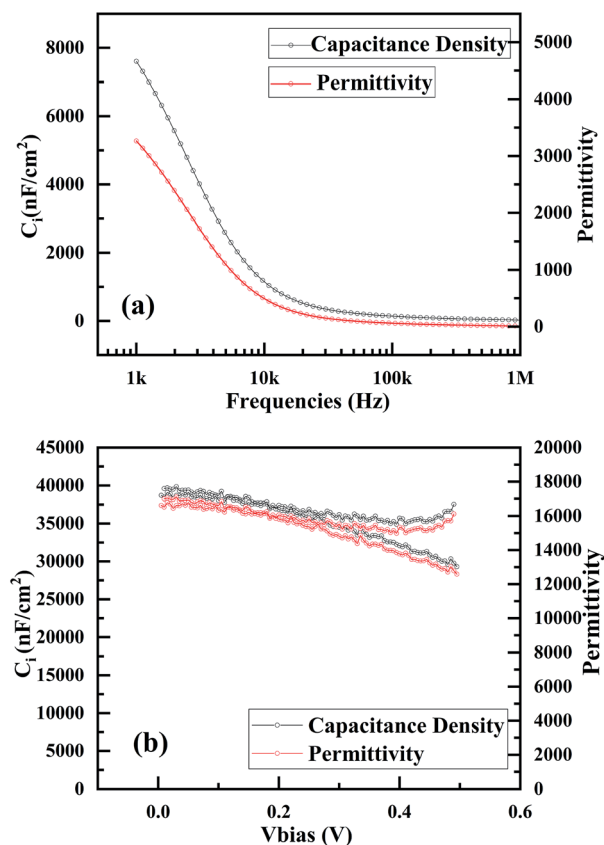 Capacitance Density
Permittivity
8000
6000
4000
2000
0
5000
4000
3000
2000
1000
0
Cᵢ(nF/cm²)
Permittivity
(a)
1k 10k 100k 1M
Frequencies (Hz)
45000
40000
35000
30000
25000
20000
15000
10000
5000
0
20000
18000
16000
14000
12000
10000
8000
6000
4000
2000
0
Cᵢ (nF/cm²)
Permittivity
Capacitance Density
Permittivity
(b)
0.0 0.2 0.4 0.6
Vbias (V)